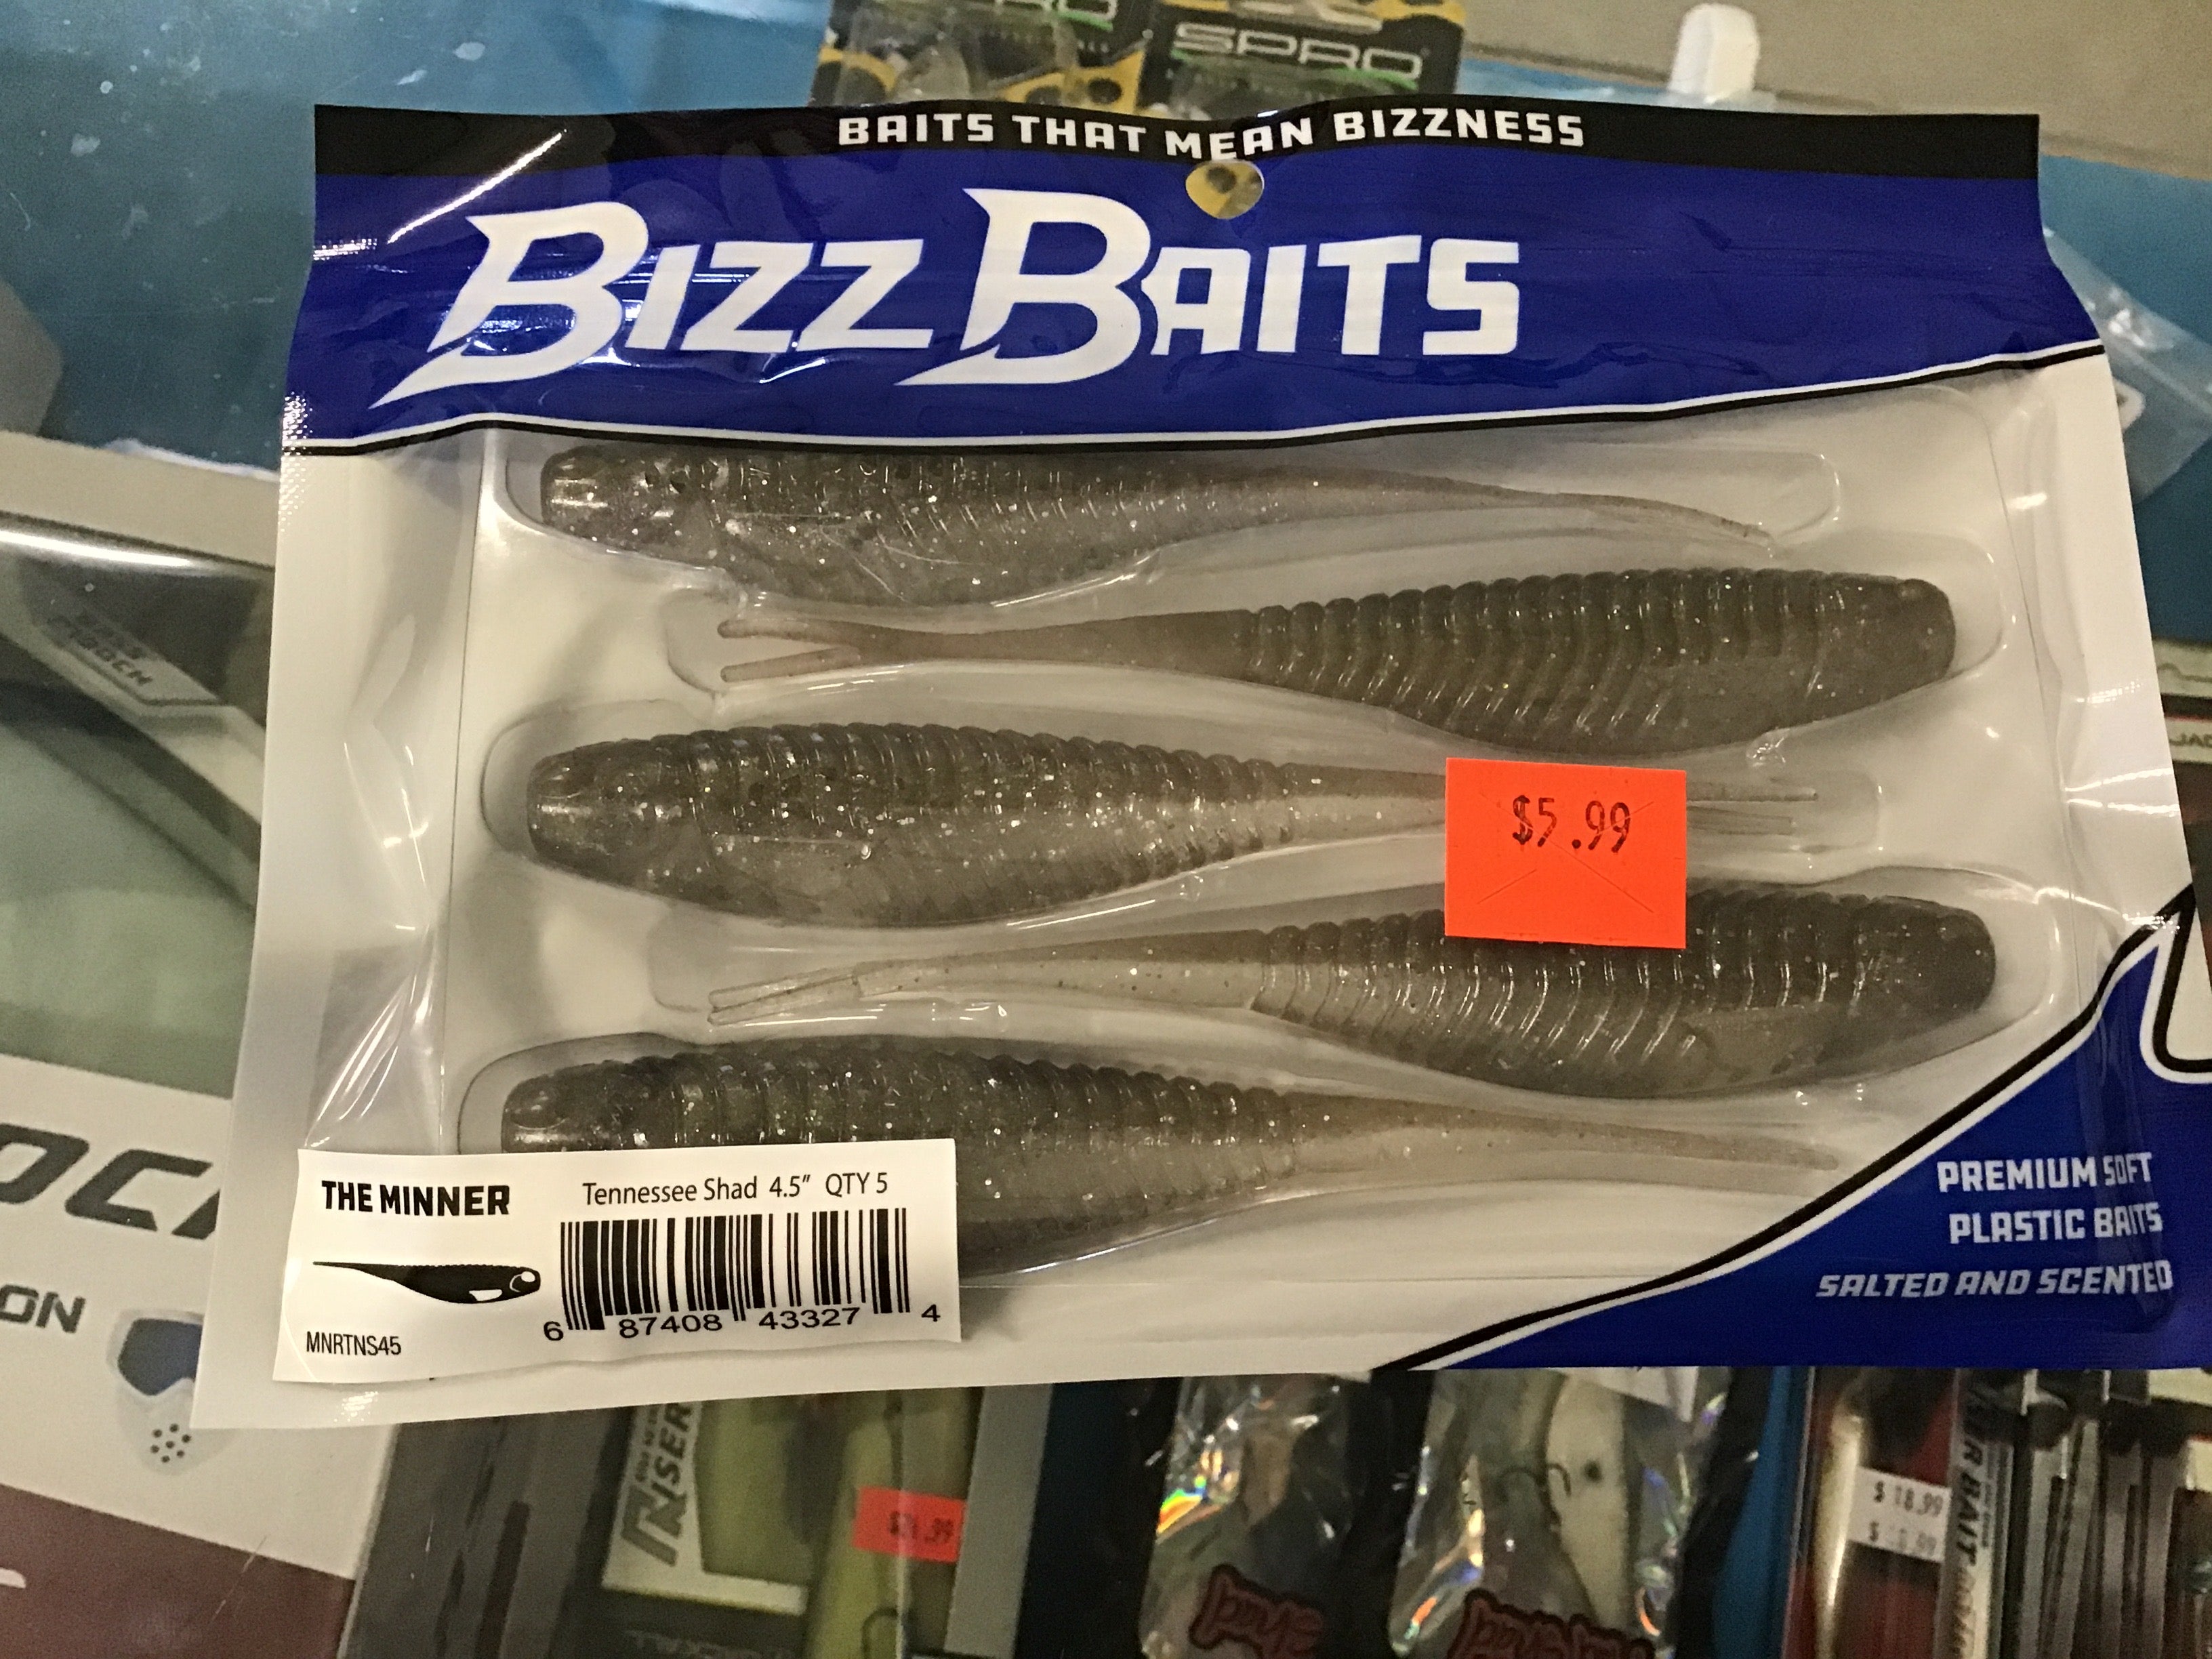 SPRO
BAITS THAT MEAN BIZZNESS
BIZZ BAITS
$5.99
THE MINNER
Tennessee Shad 4.5" QTY 5
MNRTNS45
6 87408 43327 4
PREMIUM SOFT
PLASTIC BAITS
SALTED AND SCENTED
ON
$ 18.99